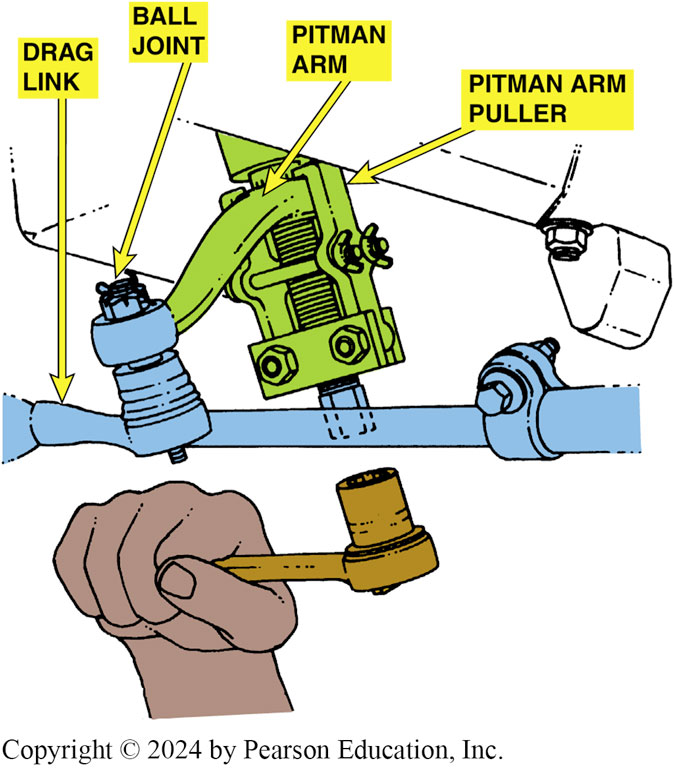 DRAG
LINK
BALL
JOINT
PITMAN
ARM
PITMAN ARM
PULLER
Copyright © 2024 by Pearson Education, Inc.